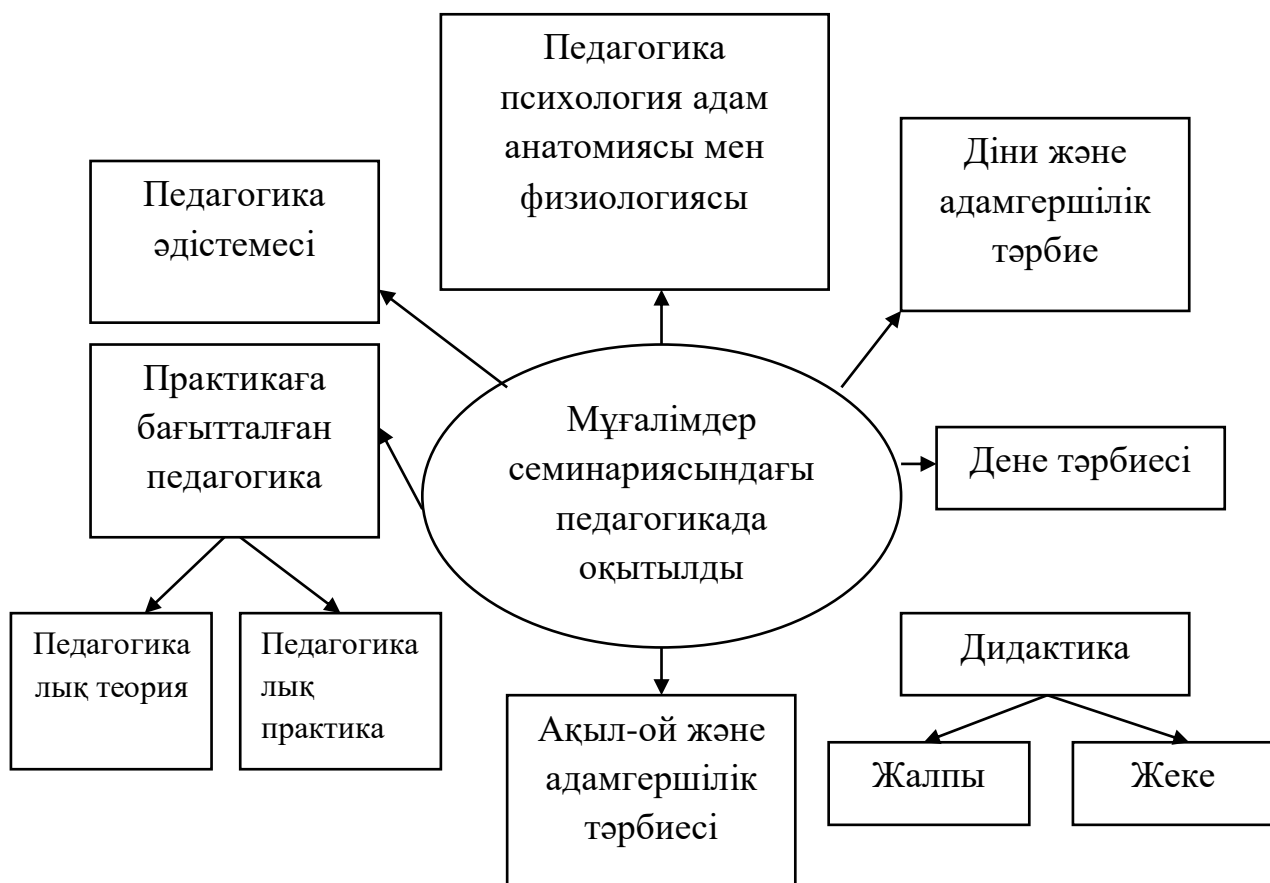 Педагогика
психология адам
анатомиясы мен
физиологиясы
Діни және
адамгершілік
тәрбие
Педагогика
әдістемесі
Практикаға
бағытталған
педагогика
Мұғалімдер
семинариясындағы
педагогикада
оқытылды
Дене тәрбиесі
Педагогика
лық теория
Педагогика
лық
практика
Ақыл-ой және
адамгершілік
тәрбиесі
Дидактика
Жалпы
Жеке